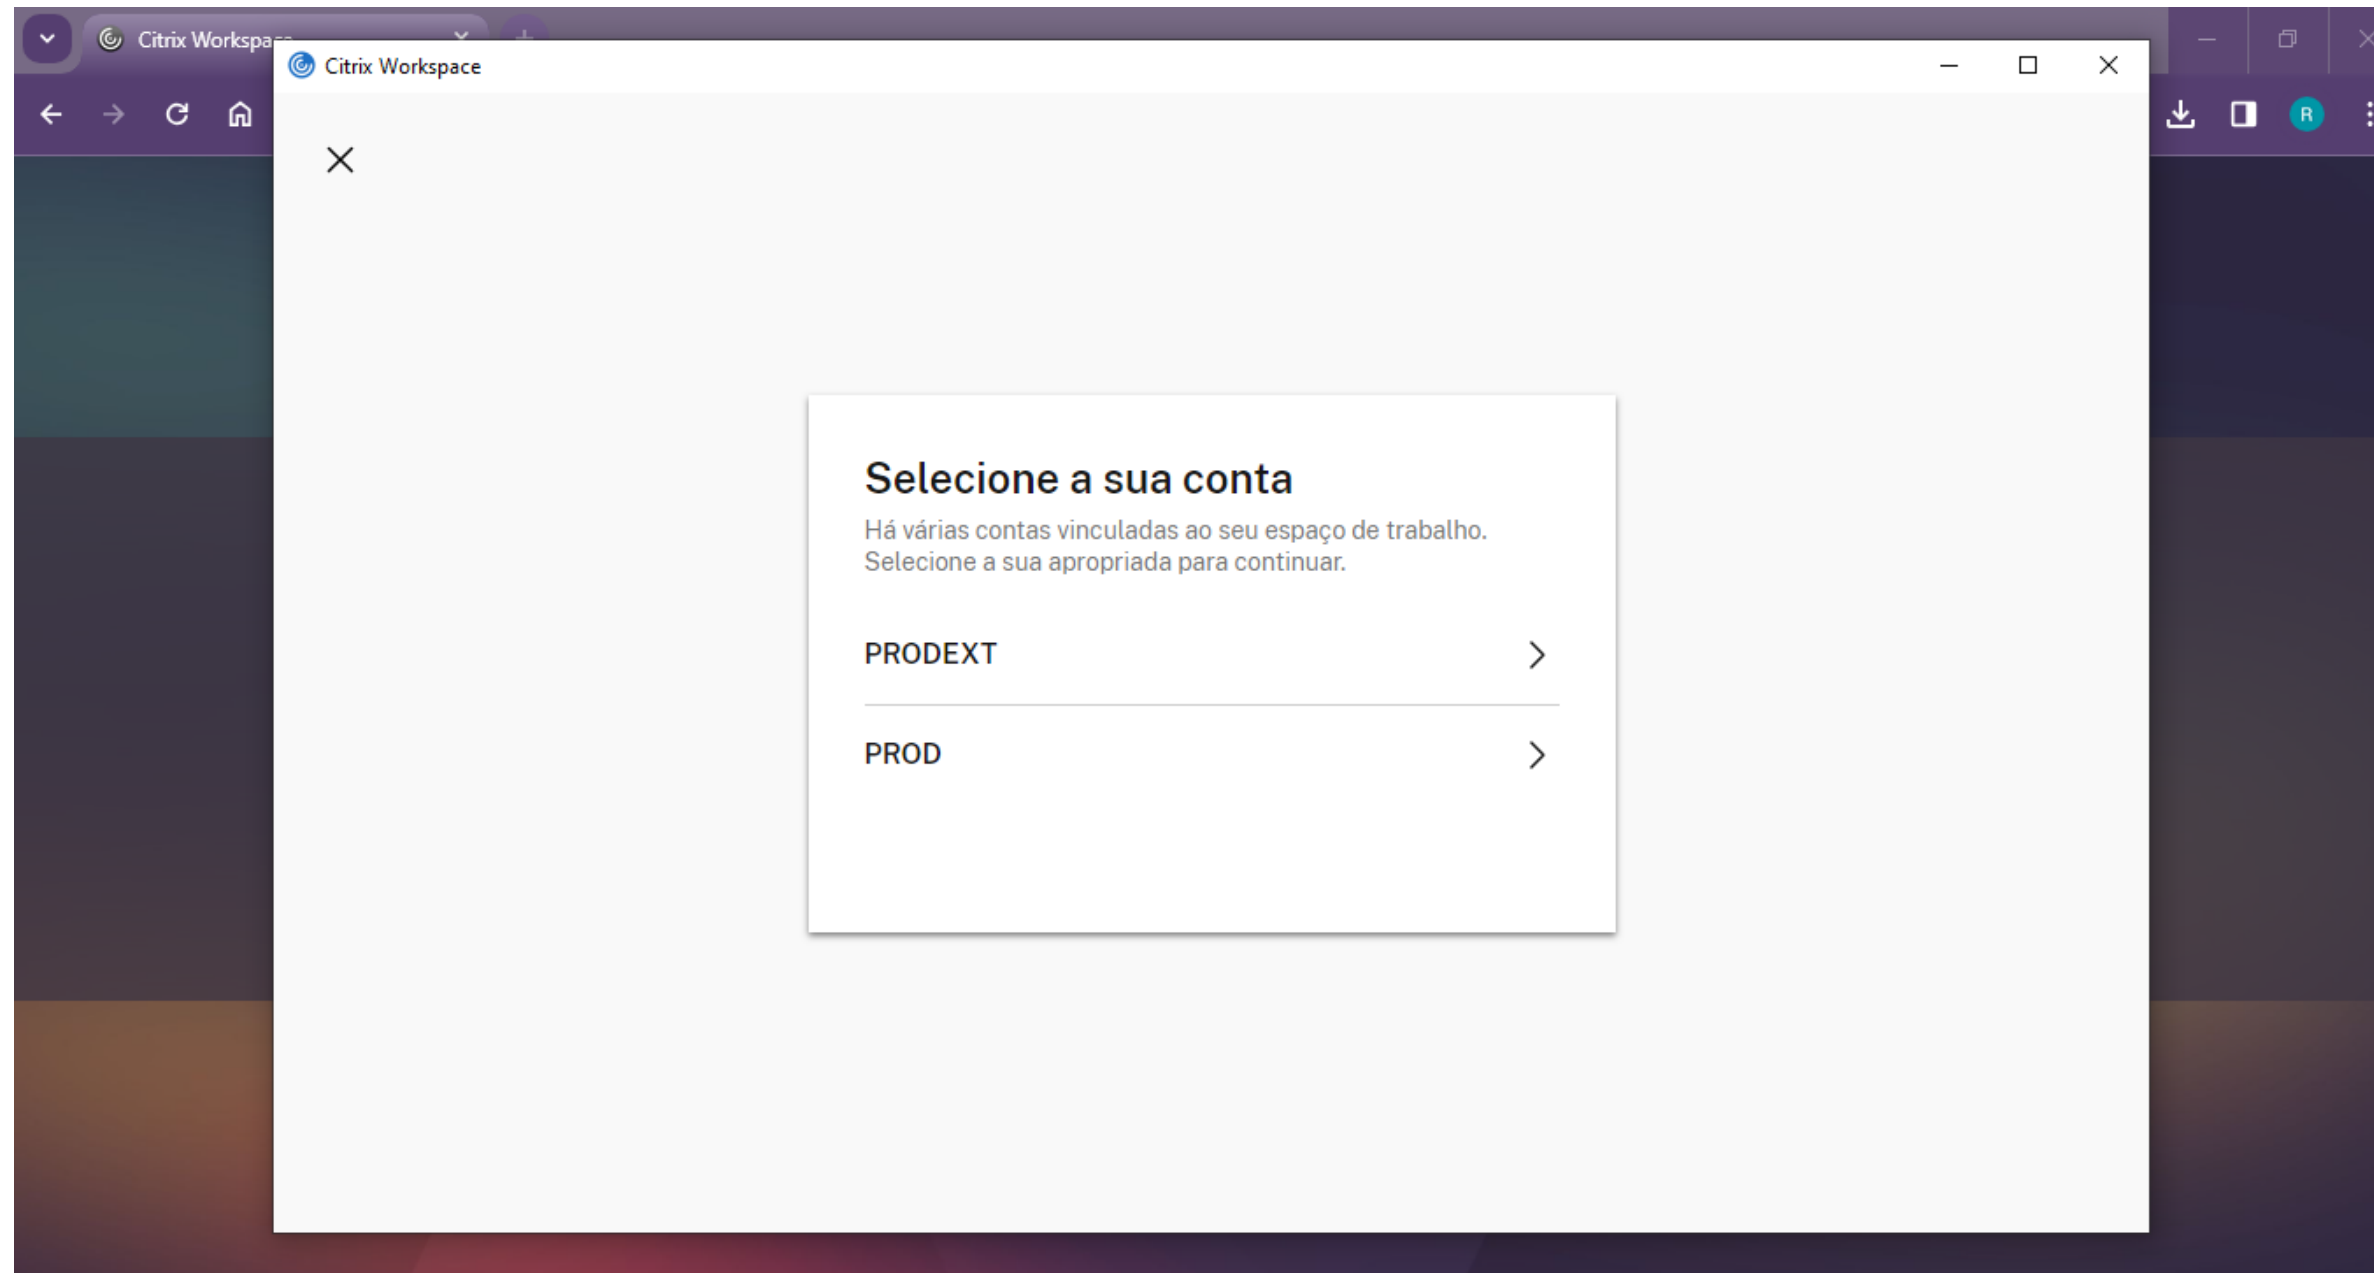 Citrix Workspace
Citrix Workspace
R
Selecione a sua conta
Há várias contas vinculadas ao seu espaço de trabalho.
Selecione a sua apropriada para continuar.
PRODEXT
PROD